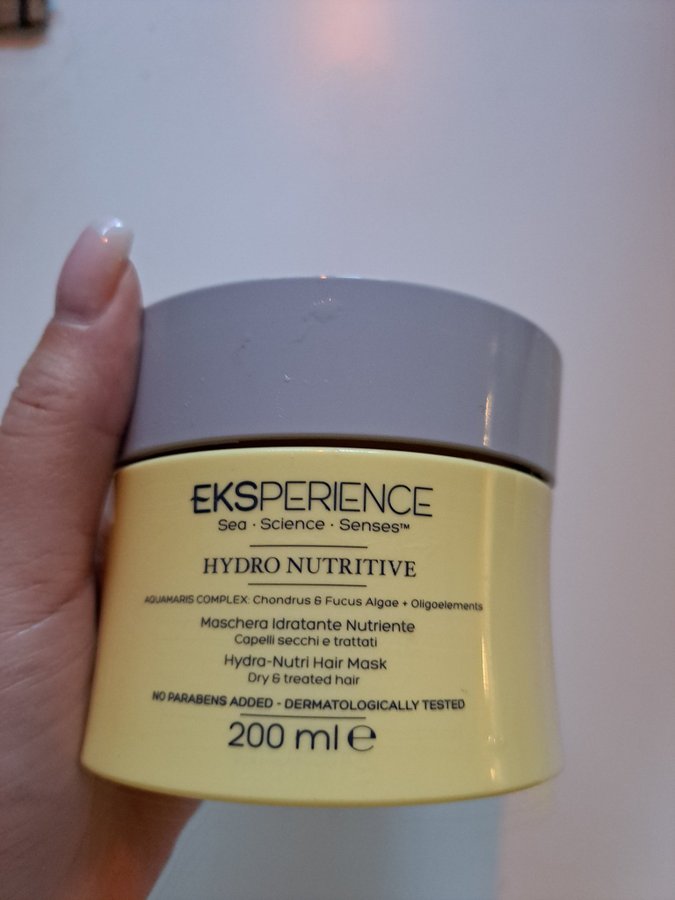 EKSPERIENCE
Sea · Science · Senses™
HYDRO NUTRITIVE
AQUAMARIS COMPLEX: Chondrus & Fucus Algae + Oligoelements
Maschera Idratante Nutriente
Capelli secchi e trattati
Hydra-Nutri Hair Mask
Dry & treated hair
NO PARABENS ADDED - DERMATOLOGICALLY TESTED
200 ml ℮